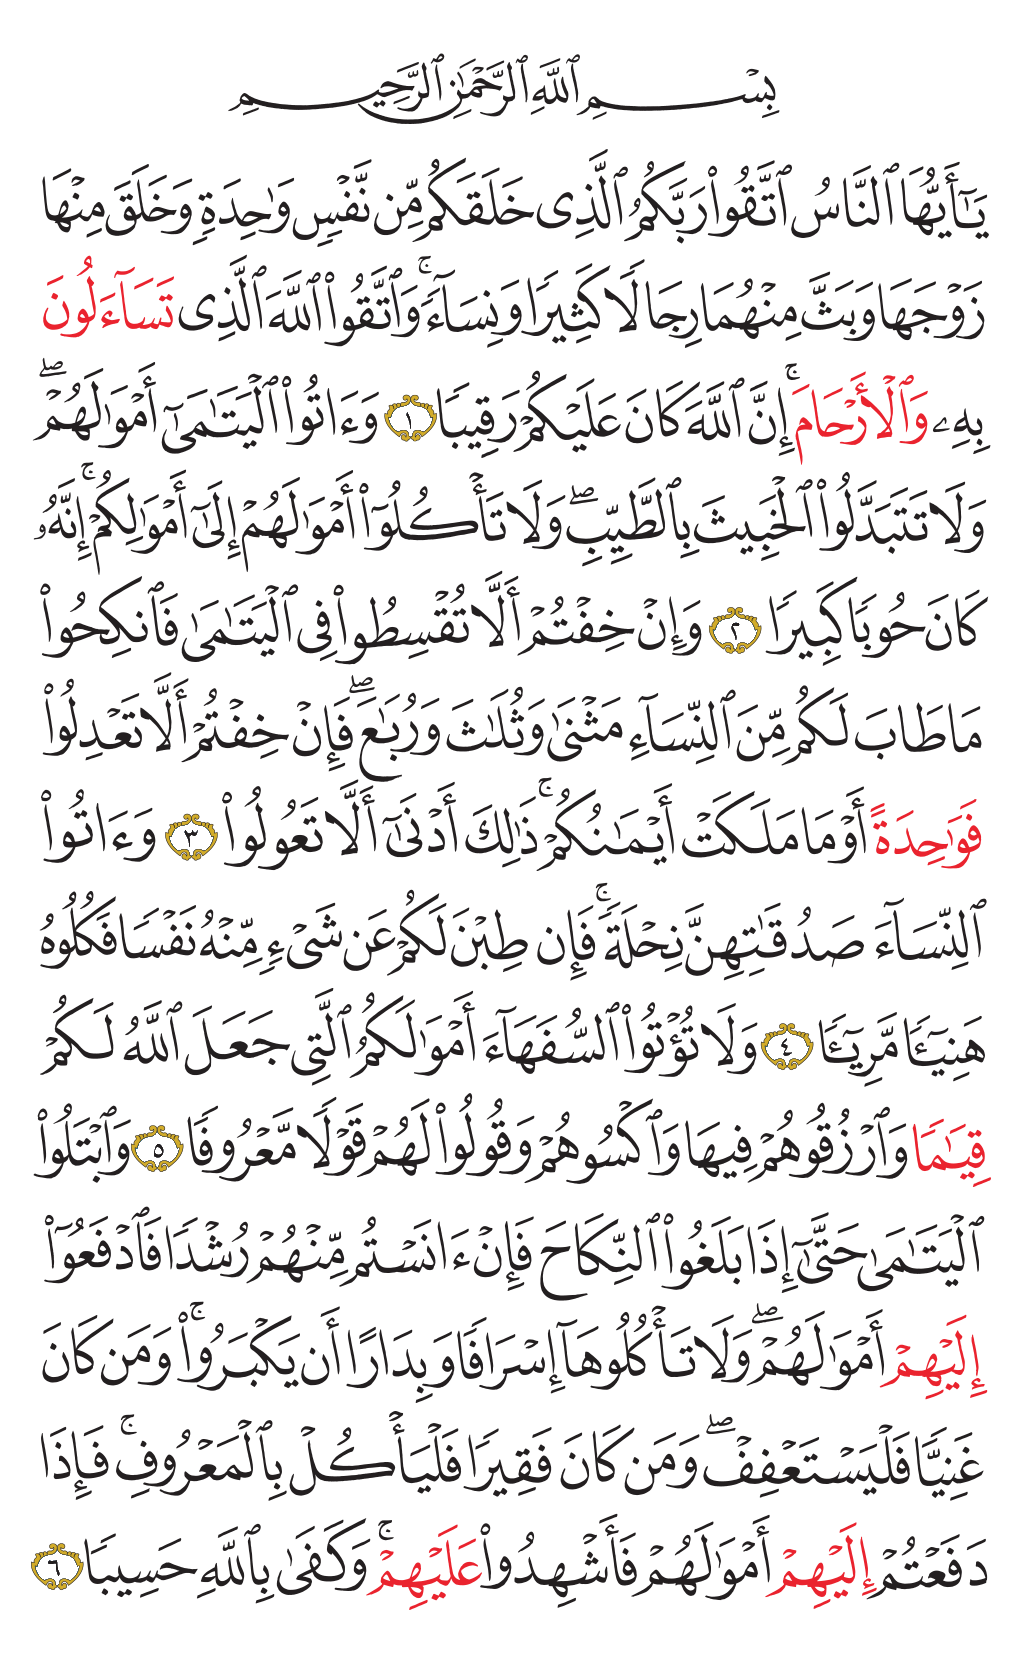 بِسْمِ ٱللَّهِ ٱلرَّحْمَٰنِ ٱلرَّحِيمِ
يَٰٓأَيُّهَا ٱلنَّاسُ ٱتَّقُوا۟ رَبَّكُمُ ٱلَّذِى خَلَقَكُم مِّن نَّفْسٍ وَٰحِدَةٍ وَخَلَقَ مِنْهَا
زَوْجَهَا وَبَثَّ مِنْهُمَا رِجَالًا كَثِيرًا وَنِسَآءً ۚ وَٱتَّقُوا۟ ٱللَّهَ ٱلَّذِى تَسَآءَلُونَ
بِهِۦ وَٱلْأَرْحَامَ ۚ إِنَّ ٱللَّهَ كَانَ عَلَيْكُمْ رَقِيبًا ١ وَءَاتُوا۟ ٱلْيَتَٰمَىٰٓ أَمْوَٰلَهُمْ ۖ
وَلَا تَتَبَدَّلُوا۟ ٱلْخَبِيثَ بِٱلطَّيِّبِ ۖ وَلَا تَأْكُلُوٓا۟ أَمْوَٰلَهُمْ إِلَىٰٓ أَمْوَٰلِكُمْ ۚ إِنَّهُۥ
كَانَ حُوبًا كَبِيرًا ٢ وَإِنْ خِفْتُمْ أَلَّا تُقْسِطُوا۟ فِى ٱلْيَتَٰمَىٰ فَٱنكِحُوا۟
مَا طَابَ لَكُم مِّنَ ٱلنِّسَآءِ مَثْنَىٰ وَثُلَٰثَ وَرُبَٰعَ ۖ فَإِنْ خِفْتُمْ أَلَّا تَعْدِلُوا۟
فَوَٰحِدَةً أَوْ مَا مَلَكَتْ أَيْمَٰنُكُمْ ۚ ذَٰلِكَ أَدْنَىٰٓ أَلَّا تَعُولُوا۟ ٣ وَءَاتُوا۟
ٱلنِّسَآءَ صَدُقَٰتِهِنَّ نِحْلَةً ۚ فَإِن طِبْنَ لَكُمْ عَن شَىْءٍ مِّنْهُ نَفْسًا فَكُلُوهُ
هَنِيٓـًٔا مَّرِيٓـًٔا ٤ وَلَا تُؤْتُوا۟ ٱلسُّفَهَآءَ أَمْوَٰلَكُمُ ٱلَّتِى جَعَلَ ٱللَّهُ لَكُمْ
قِيَٰمًا وَٱرْزُقُوهُمْ فِيهَا وَٱكْسُوهُمْ وَقُولُوا۟ لَهُمْ قَوْلًا مَّعْرُوفًا ٥ وَٱبْتَلُوا۟
ٱلْيَتَٰمَىٰ حَتَّىٰٓ إِذَا بَلَغُوا۟ ٱلنِّكَاحَ فَإِنْ ءَانَسْتُم مِّنْهُمْ رُشْدًا فَٱدْفَعُوٓا۟
إِلَيْهِمْ أَمْوَٰلَهُمْ ۖ وَلَا تَأْكُلُوهَآ إِسْرَافًا وَبِدَارًا أَن يَكْبَرُوا۟ ۚ وَمَن كَانَ
غَنِيًّا فَلْيَسْتَعْفِفْ ۖ وَمَن كَانَ فَقِيرًا فَلْيَأْكُلْ بِٱلْمَعْرُوفِ ۚ فَإِذَا
دَفَعْتُمْ إِلَيْهِمْ أَمْوَٰلَهُمْ فَأَشْهِدُوا۟ عَلَيْهِمْ ۚ وَكَفَىٰ بِٱللَّهِ حَسِيبًا ٦